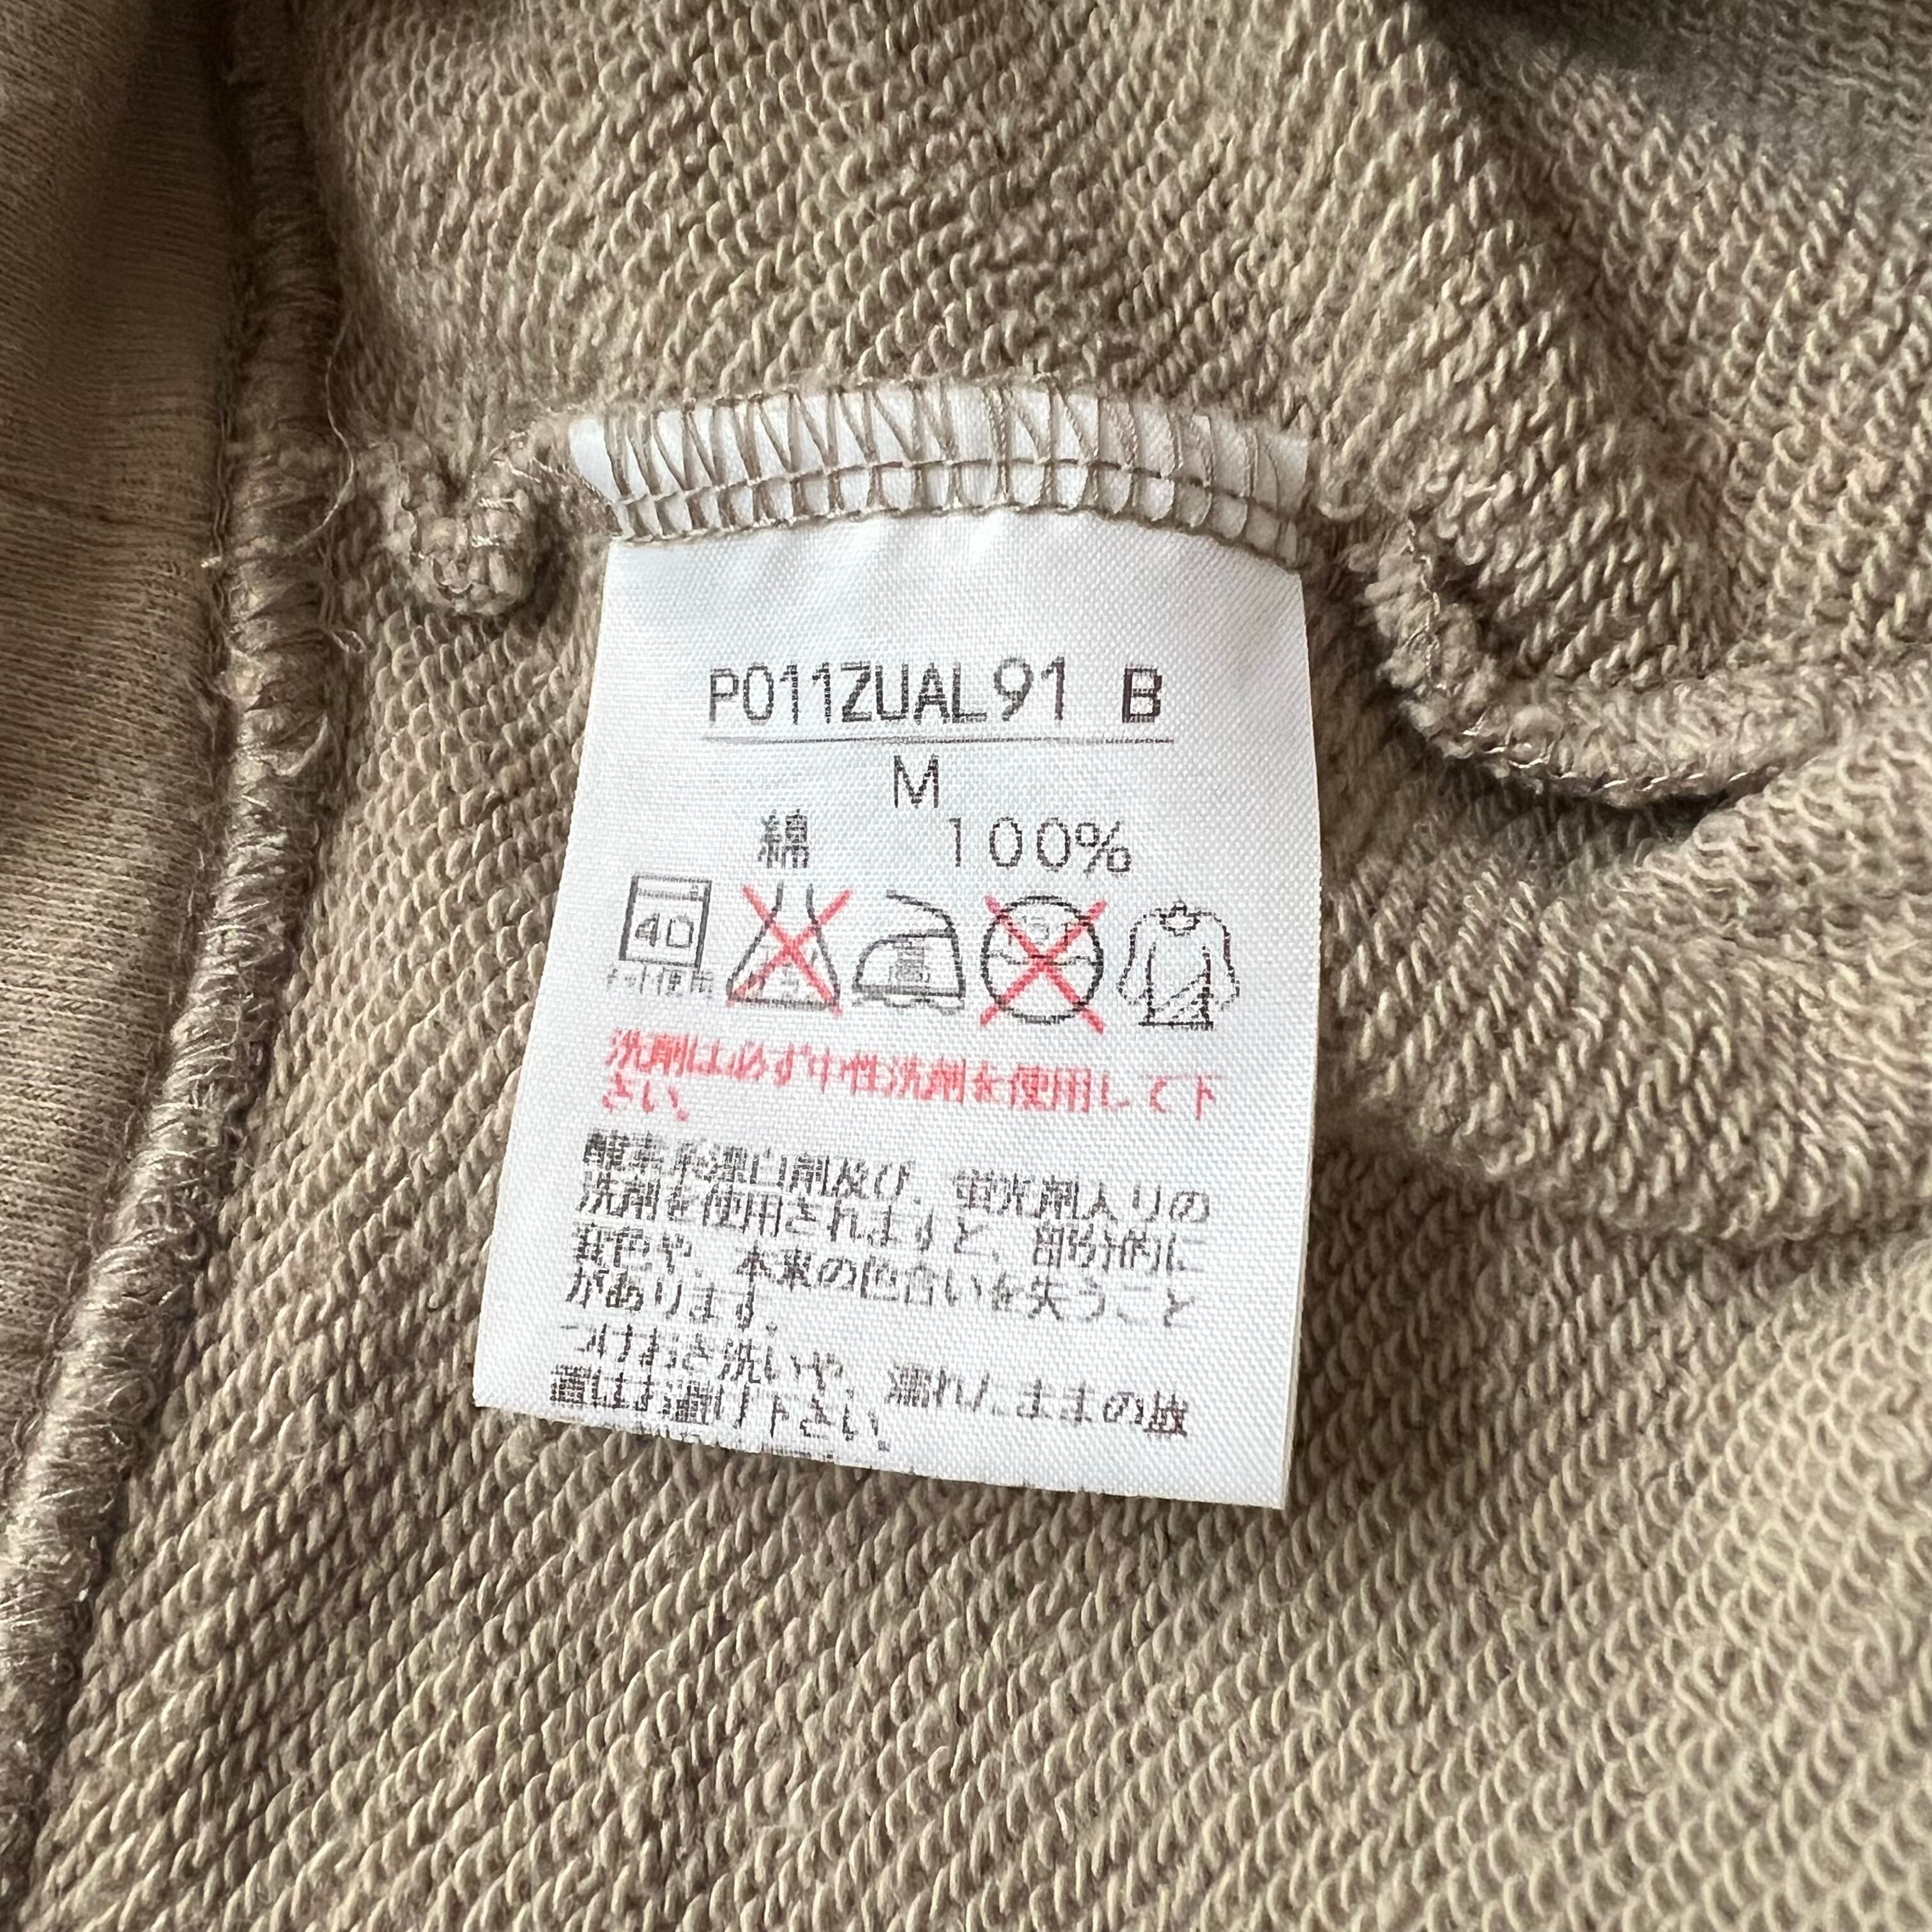 P011ZUAL91 B
M
綿 100%
40
ネット使用
洗剤は必ず中性洗剤を使用して下
さい。
酸素系漂白剤及び、蛍光剤入りの
洗剤を使用されますと、部分的に
変色や、本来の色合いを失うこと
があります。
つけおき洗いや、濡れたままの放
置はお避け下さい。